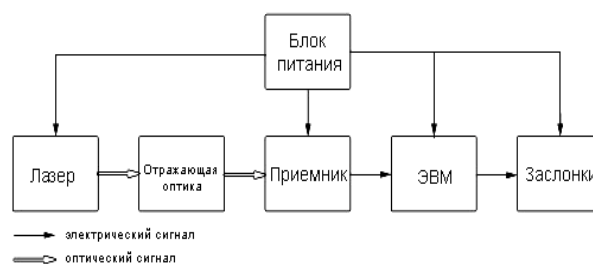 Блок
питания
Лазер
Отражающая
оптика
Приемник
ЭВМ
Заслонки
электрический сигнал
оптический сигнал